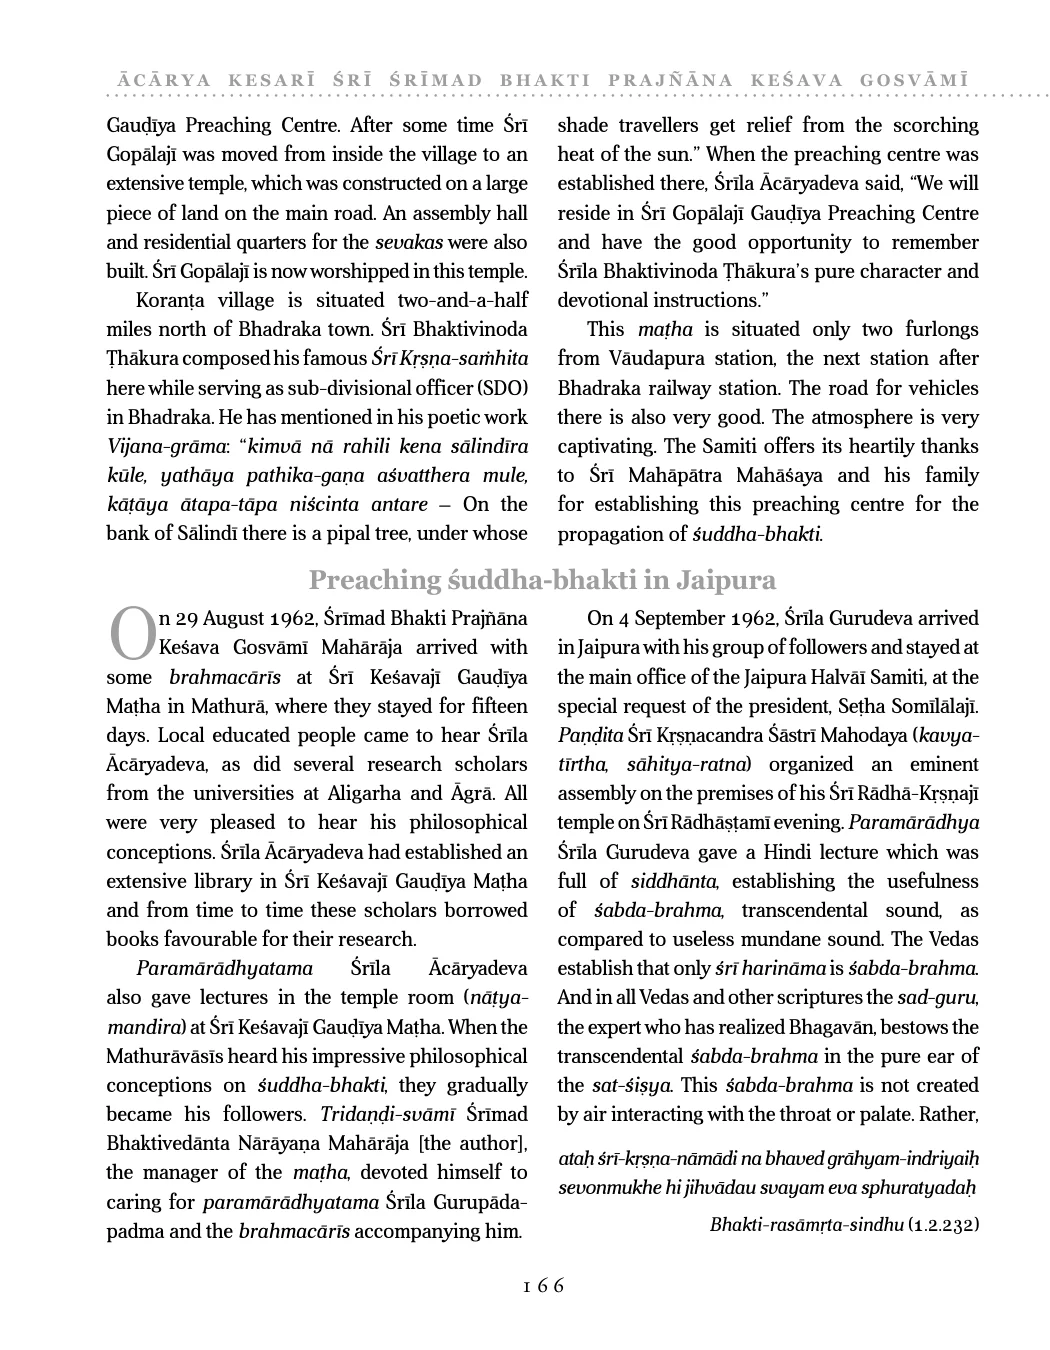 ĀCĀRYA KESARĪ ŚRĪ ŚRĪMAD BHAKTI PRAJÑĀNA KEŚAVA GOSVĀMĪ
Gauḍīya Preaching Centre. After some time Śrī
Gopālajī was moved from inside the village to an
extensive temple, which was constructed on a large
piece of land on the main road. An assembly hall
and residential quarters for the sevakas were also
built. Śrī Gopālajī is now worshipped in this temple.
Koraṇṭa village is situated two-and-a-half
miles north of Bhadraka town. Śrī Bhaktivinoda
Ṭhākura composed his famous Śrī Kṛṣṇa-saṁhita
here while serving as sub-divisional officer (SDO)
in Bhadraka. He has mentioned in his poetic work
Vijana-grāma: “kimvā nā rahili kena sālindīra
kūle, yathāya pathika-gaṇa aśvatthera mule,
kāṭāya ātapa-tāpa niścinta antare – On the
bank of Sālindī there is a pipal tree, under whose
shade travellers get relief from the scorching
heat of the sun.” When the preaching centre was
established there, Śrīla Ācāryadeva said, “We will
reside in Śrī Gopālajī Gauḍīya Preaching Centre
and have the good opportunity to remember
Śrīla Bhaktivinoda Ṭhākura’s pure character and
devotional instructions.”
This maṭha is situated only two furlongs
from Vāudapura station, the next station after
Bhadraka railway station. The road for vehicles
there is also very good. The atmosphere is very
captivating. The Samiti offers its heartily thanks
to Śrī Mahāpātra Mahāśaya and his family
for establishing this preaching centre for the
propagation of śuddha-bhakti.
Preaching śuddha-bhakti in Jaipura
On 29 August 1962, Śrīmad Bhakti Prajñāna
Keśava Gosvāmī Mahārāja arrived with
some brahmacārīs at Śrī Keśavajī Gauḍīya
Maṭha in Mathurā, where they stayed for fifteen
days. Local educated people came to hear Śrīla
Ācāryadeva, as did several research scholars
from the universities at Aligarha and Āgrā. All
were very pleased to hear his philosophical
conceptions. Śrīla Ācāryadeva had established an
extensive library in Śrī Keśavajī Gauḍīya Maṭha
and from time to time these scholars borrowed
books favourable for their research.
Paramārādhyatama Śrīla Ācāryadeva
also gave lectures in the temple room (nāṭya-
mandira) at Śrī Keśavajī Gauḍīya Maṭha. When the
Mathurāvāsīs heard his impressive philosophical
conceptions on śuddha-bhakti, they gradually
became his followers. Tridaṇḍi-svāmī Śrīmad
Bhaktivedānta Nārāyaṇa Mahārāja [the author],
the manager of the maṭha, devoted himself to
caring for paramārādhyatama Śrīla Gurupāda-
padma and the brahmacārīs accompanying him.
On 4 September 1962, Śrīla Gurudeva arrived
in Jaipura with his group of followers and stayed at
the main office of the Jaipura Halvāī Samiti, at the
special request of the president, Seṭha Somīlālajī.
Paṇḍita Śrī Kṛṣṇacandra Śāstrī Mahodaya (kavya-
tīrtha, sāhitya-ratna) organized an eminent
assembly on the premises of his Śrī Rādhā-Kṛṣṇajī
temple on Śrī Rādhāṣṭamī evening. Paramārādhya
Śrīla Gurudeva gave a Hindi lecture which was
full of siddhānta, establishing the usefulness
of śabda-brahma, transcendental sound, as
compared to useless mundane sound. The Vedas
establish that only śrī harināma is śabda-brahma.
And in all Vedas and other scriptures the sad-guru,
the expert who has realized Bhagavān, bestows the
transcendental śabda-brahma in the pure ear of
the sat-śiṣya. This śabda-brahma is not created
by air interacting with the throat or palate. Rather,
ataḥ śrī-kṛṣṇa-nāmādi na bhaved grāhyam-indriyaiḥ
sevonmukhe hi jihvādau svayam eva sphuratyadaḥ
Bhakti-rasāmṛta-sindhu (1.2.232)
166